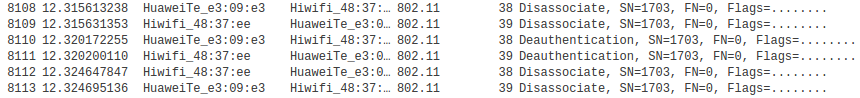 8108 12.315613238 HuaweiTe_e3:09:e3 Hiwifi_48:37:… 802.11 38 Disassociate, SN=1703, FN=0, Flags=........
8109 12.315631353 Hiwifi_48:37:ee HuaweiTe_e3:0… 802.11 39 Disassociate, SN=1703, FN=0, Flags=........
8110 12.320172255 HuaweiTe_e3:09:e3 Hiwifi_48:37:… 802.11 38 Deauthentication, SN=1703, FN=0, Flags=........
8111 12.320200110 Hiwifi_48:37:ee HuaweiTe_e3:0… 802.11 39 Deauthentication, SN=1703, FN=0, Flags=........
8112 12.324647847 Hiwifi_48:37:ee HuaweiTe_e3:0… 802.11 38 Disassociate, SN=1703, FN=0, Flags=........
8113 12.324695136 HuaweiTe_e3:09:e3 Hiwifi_48:37:… 802.11 39 Disassociate, SN=1703, FN=0, Flags=........